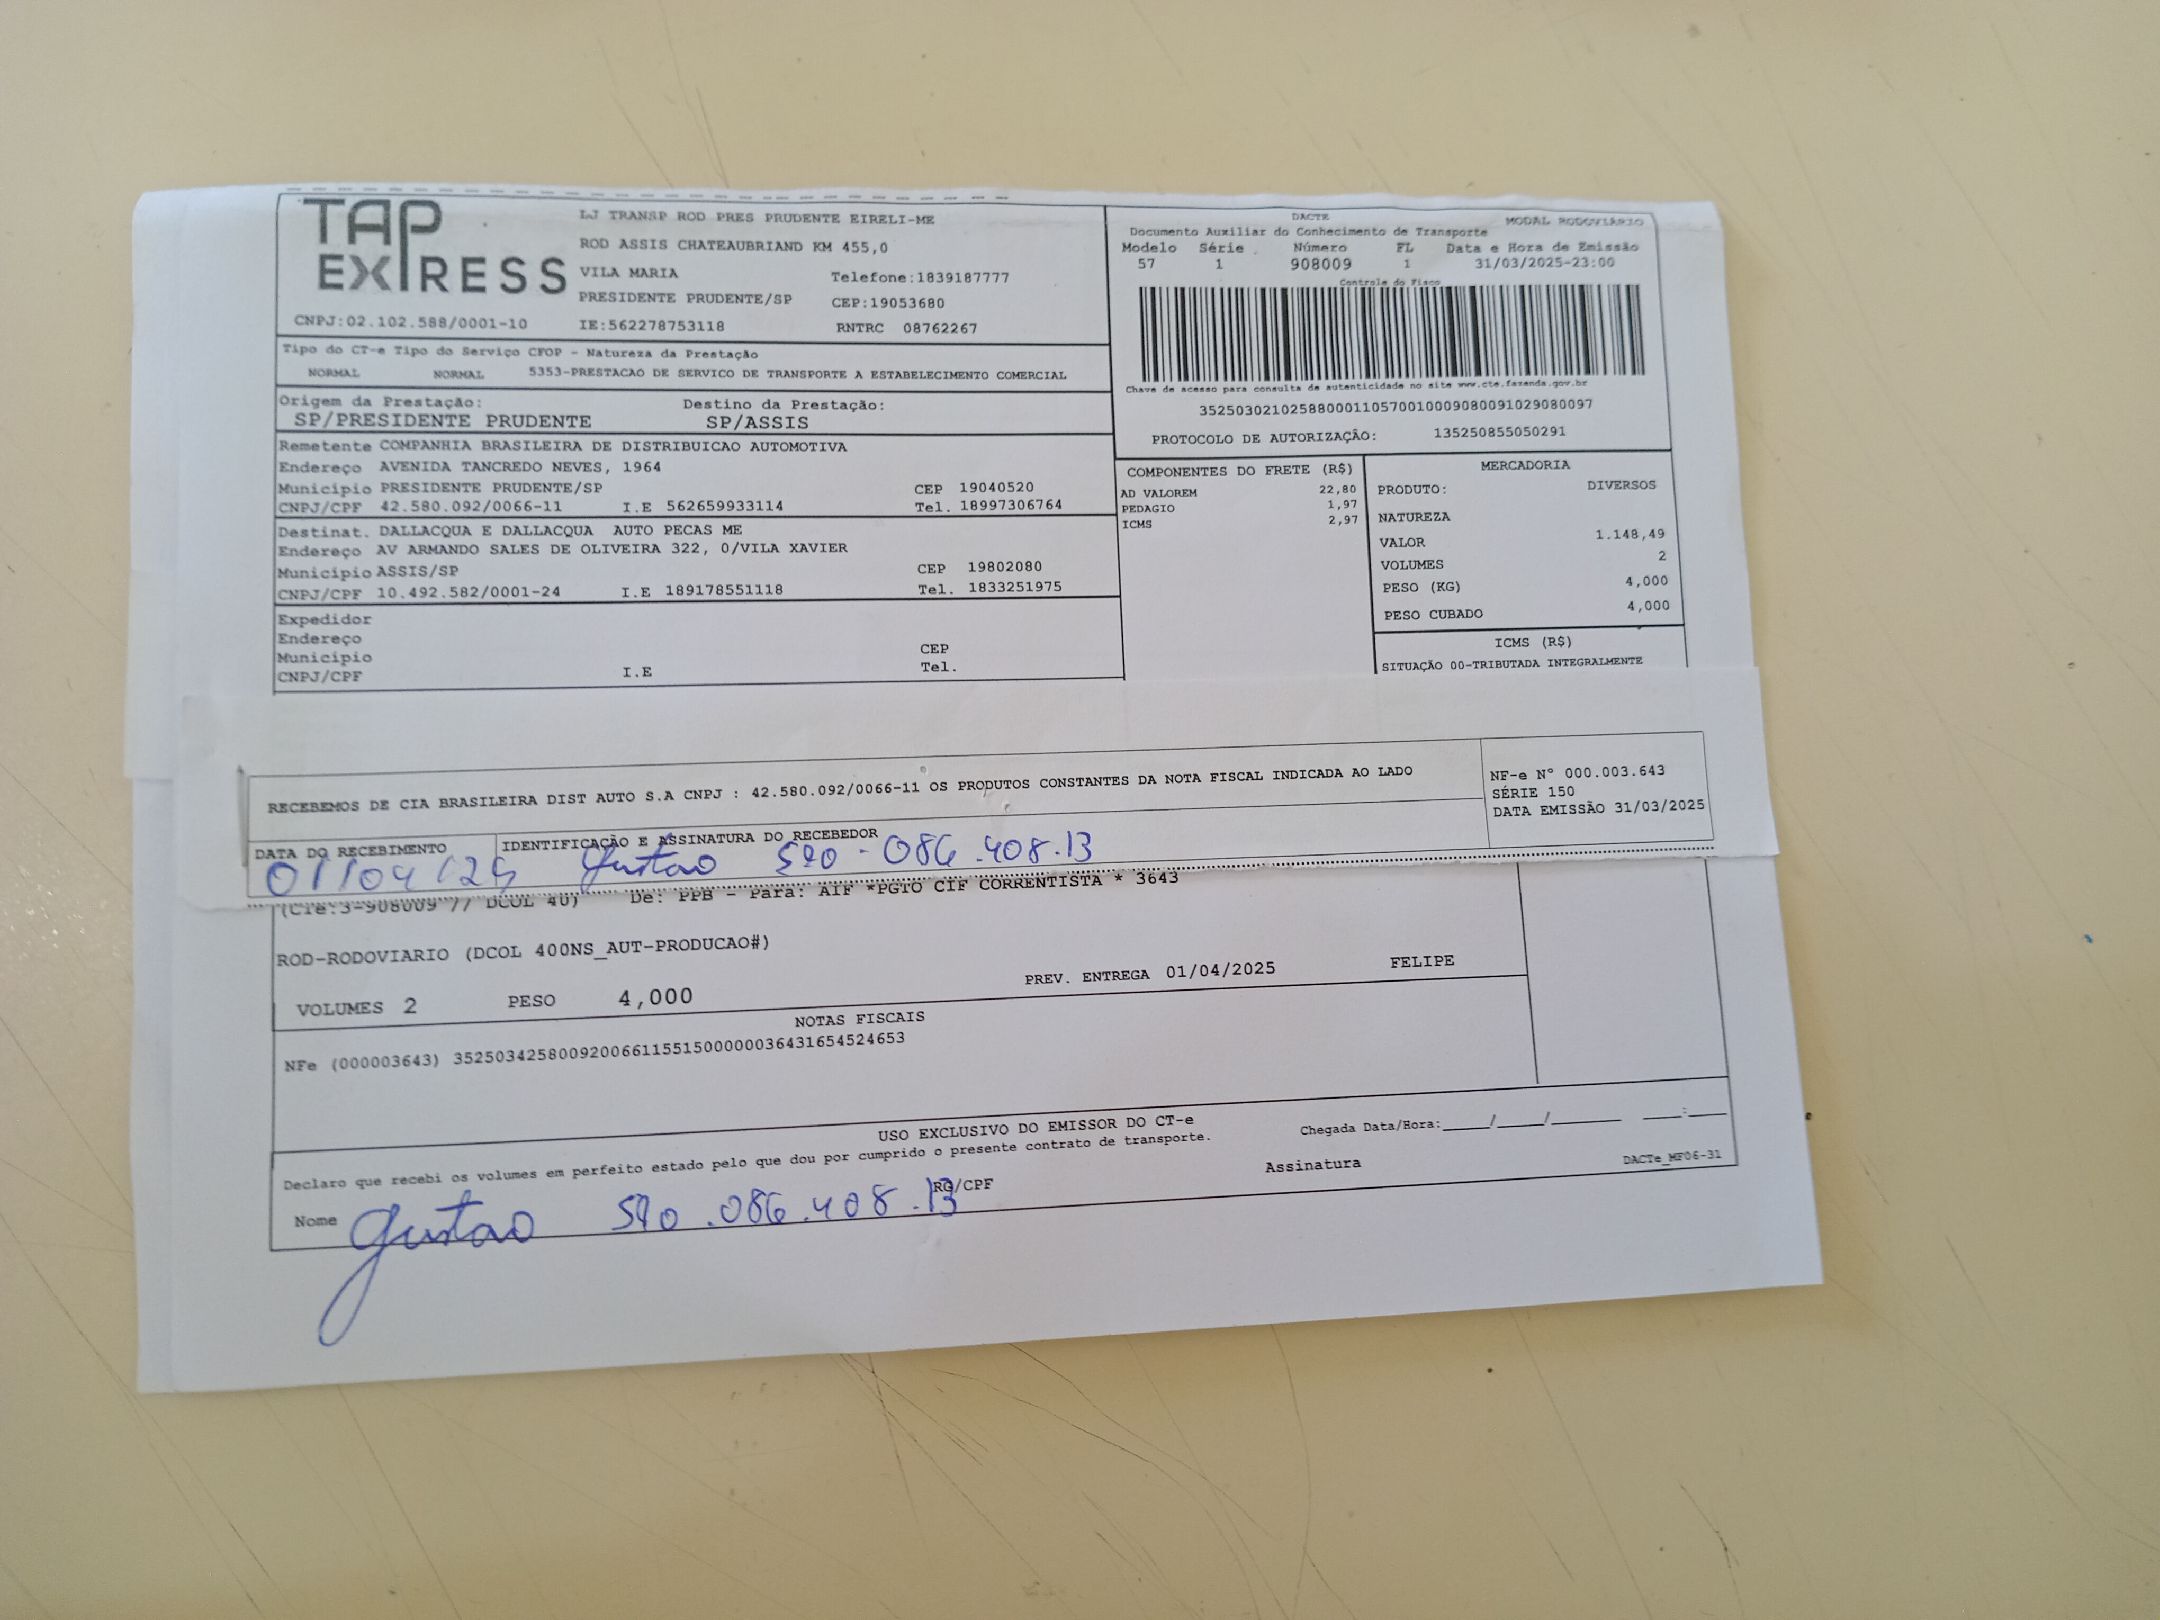 TAP EXPRESS
LJ TRANSP ROD PRES PRUDENTE EIRELI-ME
ROD ASSIS CHATEAUBRIAND KM 455,0
VILA MARIA Telefone:1839187777
PRESIDENTE PRUDENTE/SP CEP:19053680
CNPJ:02.102.588/0001-10 IE:562278753118 RNTRC 08762267
DACTE MODAL RODOVIÁRIO
Documento Auxiliar do Conhecimento de Transporte
Modelo Série Número FL Data e Hora de Emissão
57 1 908009 1 31/03/2025-23:00
Controle do Fisco
Chave de acesso para consulta de autenticidade no site www.cte.fazenda.gov.br
35250302102588000110570010009080091029080097
PROTOCOLO DE AUTORIZAÇÃO: 135250855050291
Tipo do CT-e Tipo do Serviço CFOP - Natureza da Prestação
NORMAL NORMAL 5353-PRESTACAO DE SERVICO DE TRANSPORTE A ESTABELECIMENTO COMERCIAL
Origem da Prestação: Destino da Prestação:
SP/PRESIDENTE PRUDENTE SP/ASSIS
Remetente COMPANHIA BRASILEIRA DE DISTRIBUICAO AUTOMOTIVA
Endereço AVENIDA TANCREDO NEVES, 1964
Município PRESIDENTE PRUDENTE/SP CEP 19040520
CNPJ/CPF 42.580.092/0066-11 I.E 562659933114 Tel. 18997306764
Destinat. DALLACQUA E DALLACQUA AUTO PECAS ME
Endereço AV ARMANDO SALES DE OLIVEIRA 322, 0/VILA XAVIER
Município ASSIS/SP CEP 19802080
CNPJ/CPF 10.492.582/0001-24 I.E 189178551118 Tel. 1833251975
Expedidor
Endereço
Município CEP
CNPJ/CPF I.E Tel.
COMPONENTES DO FRETE (R$)
AD VALOREM 22,80
PEDAGIO 1,97
ICMS 2,97
MERCADORIA
PRODUTO: DIVERSOS
NATUREZA
VALOR 1.148,49
VOLUMES 2
PESO (KG) 4,000
PESO CUBADO 4,000
ICMS (R$)
SITUAÇÃO 00-TRIBUTADA INTEGRALMENTE
RECEBEMOS DE CIA BRASILEIRA DIST AUTO S.A CNPJ : 42.580.092/0066-11 OS PRODUTOS CONSTANTES DA NOTA FISCAL INDICADA AO LADO
NF-e Nº 000.003.643
SÉRIE 150
DATA EMISSÃO 31/03/2025
DATA DO RECEBIMENTO IDENTIFICAÇÃO E ASSINATURA DO RECEBEDOR
01/04/25 Gustavo 590-086.408.13
(CTe:3-908009 // DCOL 40) De: PPB - Para: AIF *PGTO CIF CORRENTISTA * 3643
ROD-RODOVIARIO (DCOL 400NS_AUT-PRODUCAO#)
PREV. ENTREGA 01/04/2025 FELIPE
VOLUMES 2 PESO 4,000
NOTAS FISCAIS
NFe (000003643) 35250342580092006611551500000036431654524653
USO EXCLUSIVO DO EMISSOR DO CT-e
Declaro que recebi os volumes em perfeito estado pelo que dou por cumprido o presente contrato de transporte.
Chegada Data/Hora:_____/_____/_______ ____:____
Nome Gustavo 590.086.408.13 RG/CPF
Assinatura
DACTe_MF06-31